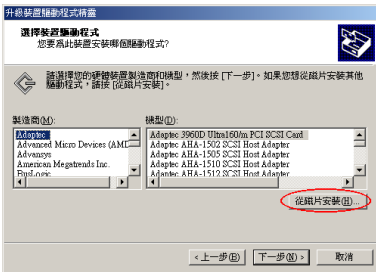 升級裝置驅動程式精靈
選擇裝置驅動程式
您要為此裝置安裝哪個驅動程式?
請選擇您的硬體裝置製造商和機型,然後按 [下一步]。如果您想從磁片安裝其他
驅動程式,請按 [從磁片安裝]。
製造商(M):
機型(D):
Adaptec
Advanced Micro Devices (AMD
Advansys
American Megatrends Inc.
BusLogic
Adaptec 3960D Ultra160/m PCI SCSI Card
Adaptec AHA-1502 SCSI Host Adapter
Adaptec AHA-1505 SCSI Host Adapter
Adaptec AHA-1510 SCSI Host Adapter
Adaptec AHA-1512 SCSI Host Adapter
從磁片安裝(H)...
<上一步(B)
下一步(N)>
取消